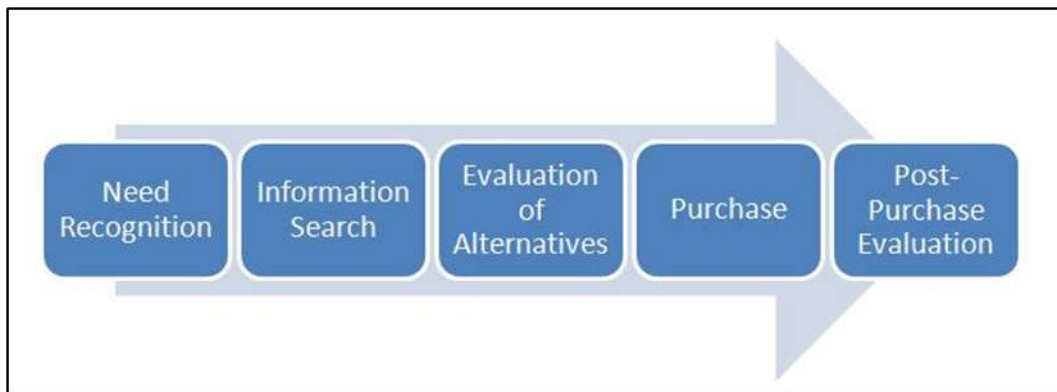 Need
Recognition
Information
Search
Evaluation
of
Alternatives
Purchase
Post-
Purchase
Evaluation